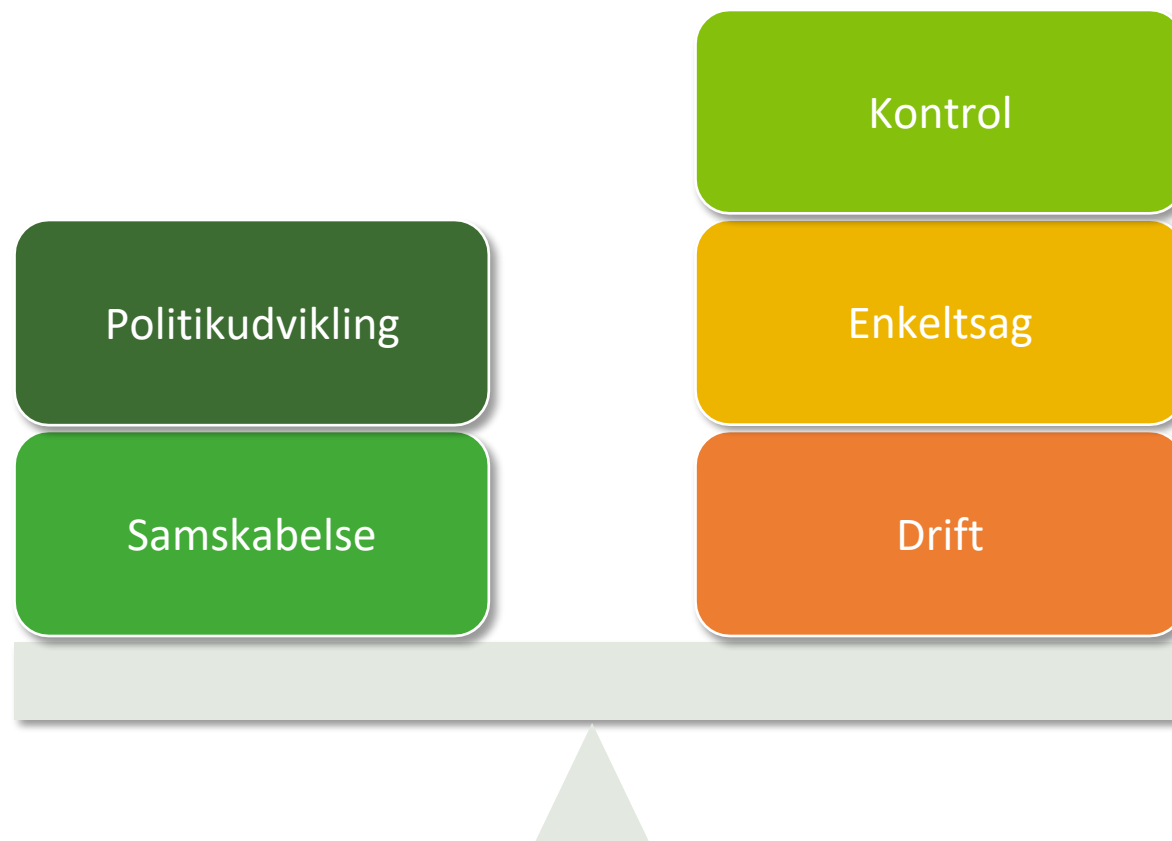 Kontrol
Politikudvikling
Enkeltsag
Samskabelse
Drift